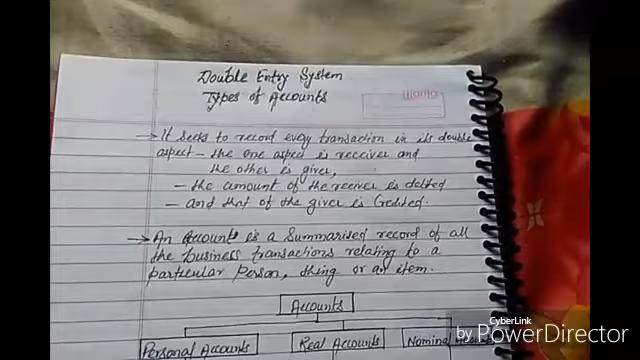 Double Entry System
Types of Accounts
→ It seeks to record every transaction in its double
aspect - the one aspect is receiver and
the other is giver,
- the amount of the receiver is debited
- and that of the giver is Credited.
→ An Accounts is a Summarised record of all
the business transactions relating to a
particular Person, thing or an item.
Accounts
Personal Accounts Real Accounts Nominal
CyberLink
by PowerDirector